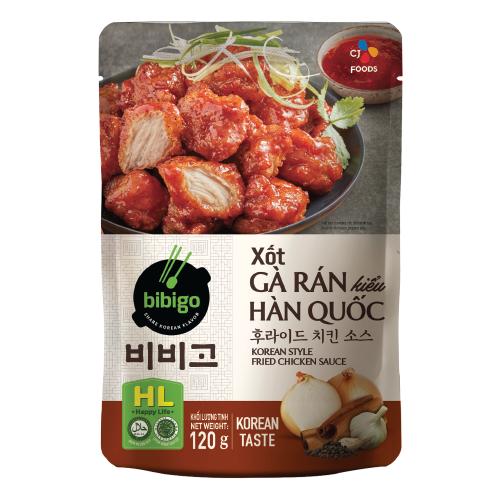 CJ
FOODS
Xốt
GÀ RÁN kiểu
HÀN QUỐC
후라이드 치킨 소스
KOREAN STYLE
FRIED CHICKEN SAUCE
bibigo
SHARE KOREAN FLAVOR
비비고
HL
Happy Life
KHỐI LƯỢNG TỊNH
NET WEIGHT:
120 g
KOREAN
TASTE